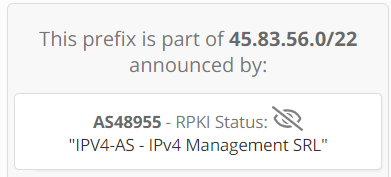 This prefix is part of 45.83.56.0/22
announced by:
AS48955 - RPKI Status:
"IPV4-AS - IPv4 Management SRL"